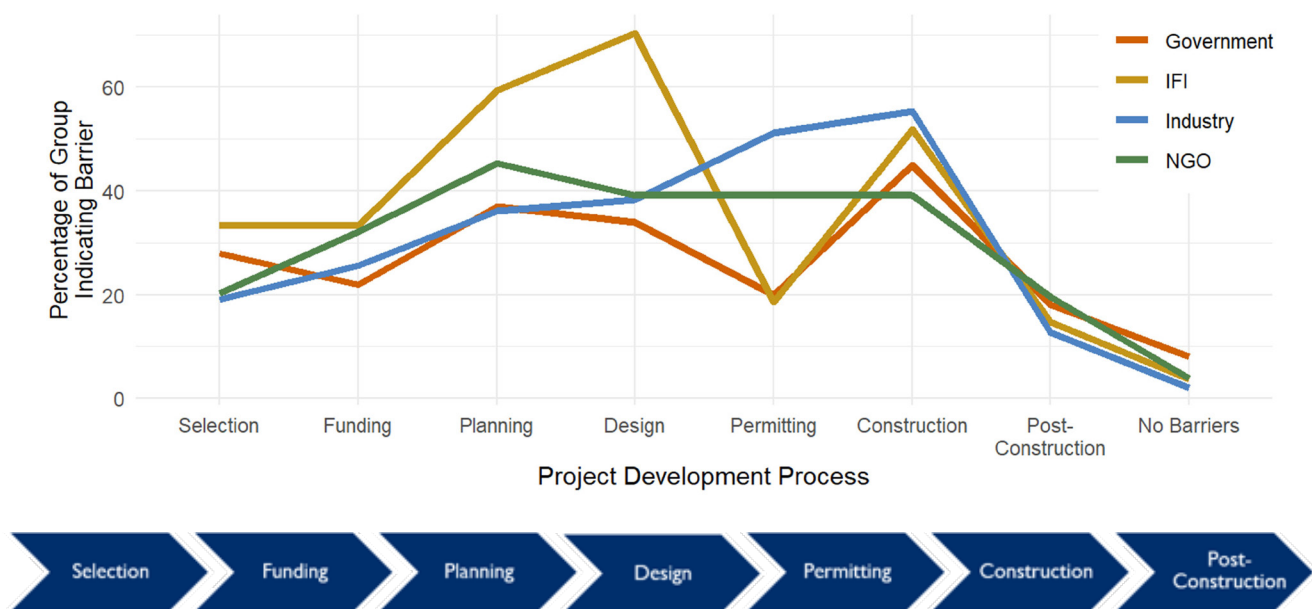 Percentage of Group
Indicating Barrier
60
40
20
0
Government
IFI
Industry
NGO
Selection
Funding
Planning
Design
Permitting
Construction
Post-
Construction
No Barriers
Project Development Process
Selection
Funding
Planning
Design
Permitting
Construction
Post-
Construction